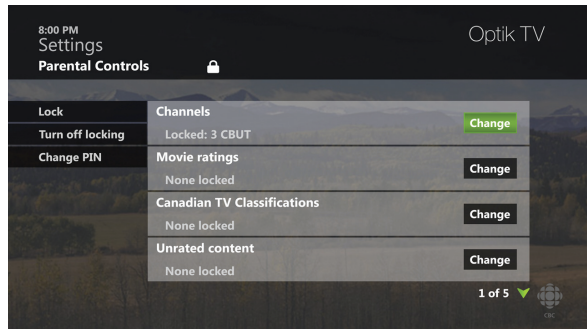 8:00 PM
Optik TV
Settings
Parental Controls
Lock
Turn off locking
Change PIN
Channels
Locked: 3 CBUT
Change
Movie ratings
None locked
Change
Canadian TV Classifications
None locked
Change
Unrated content
None locked
Change
1 of 5
CBC